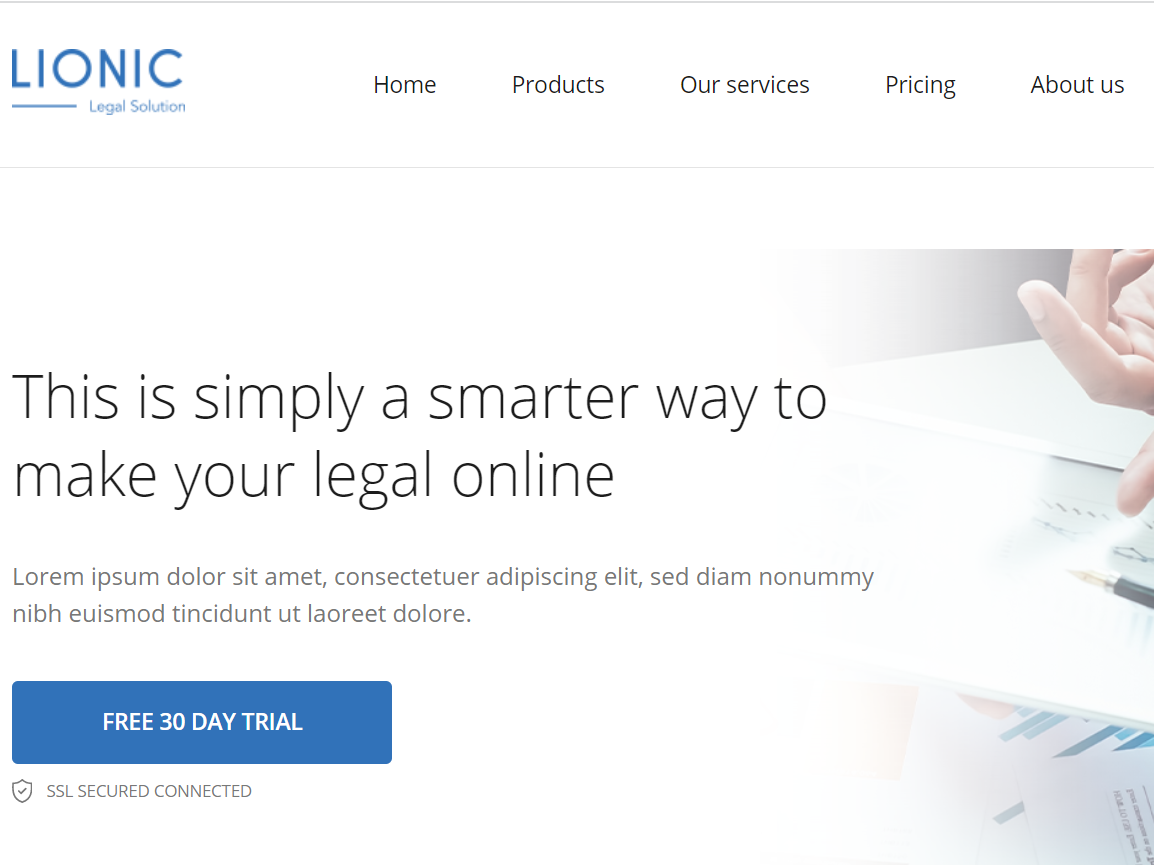 LIONIC
Legal Solution
Home Products Our services Pricing About us
This is simply a smarter way to
make your legal online
Lorem ipsum dolor sit amet, consectetuer adipiscing elit, sed diam nonummy
nibh euismod tincidunt ut laoreet dolore.
FREE 30 DAY TRIAL
SSL SECURED CONNECTED